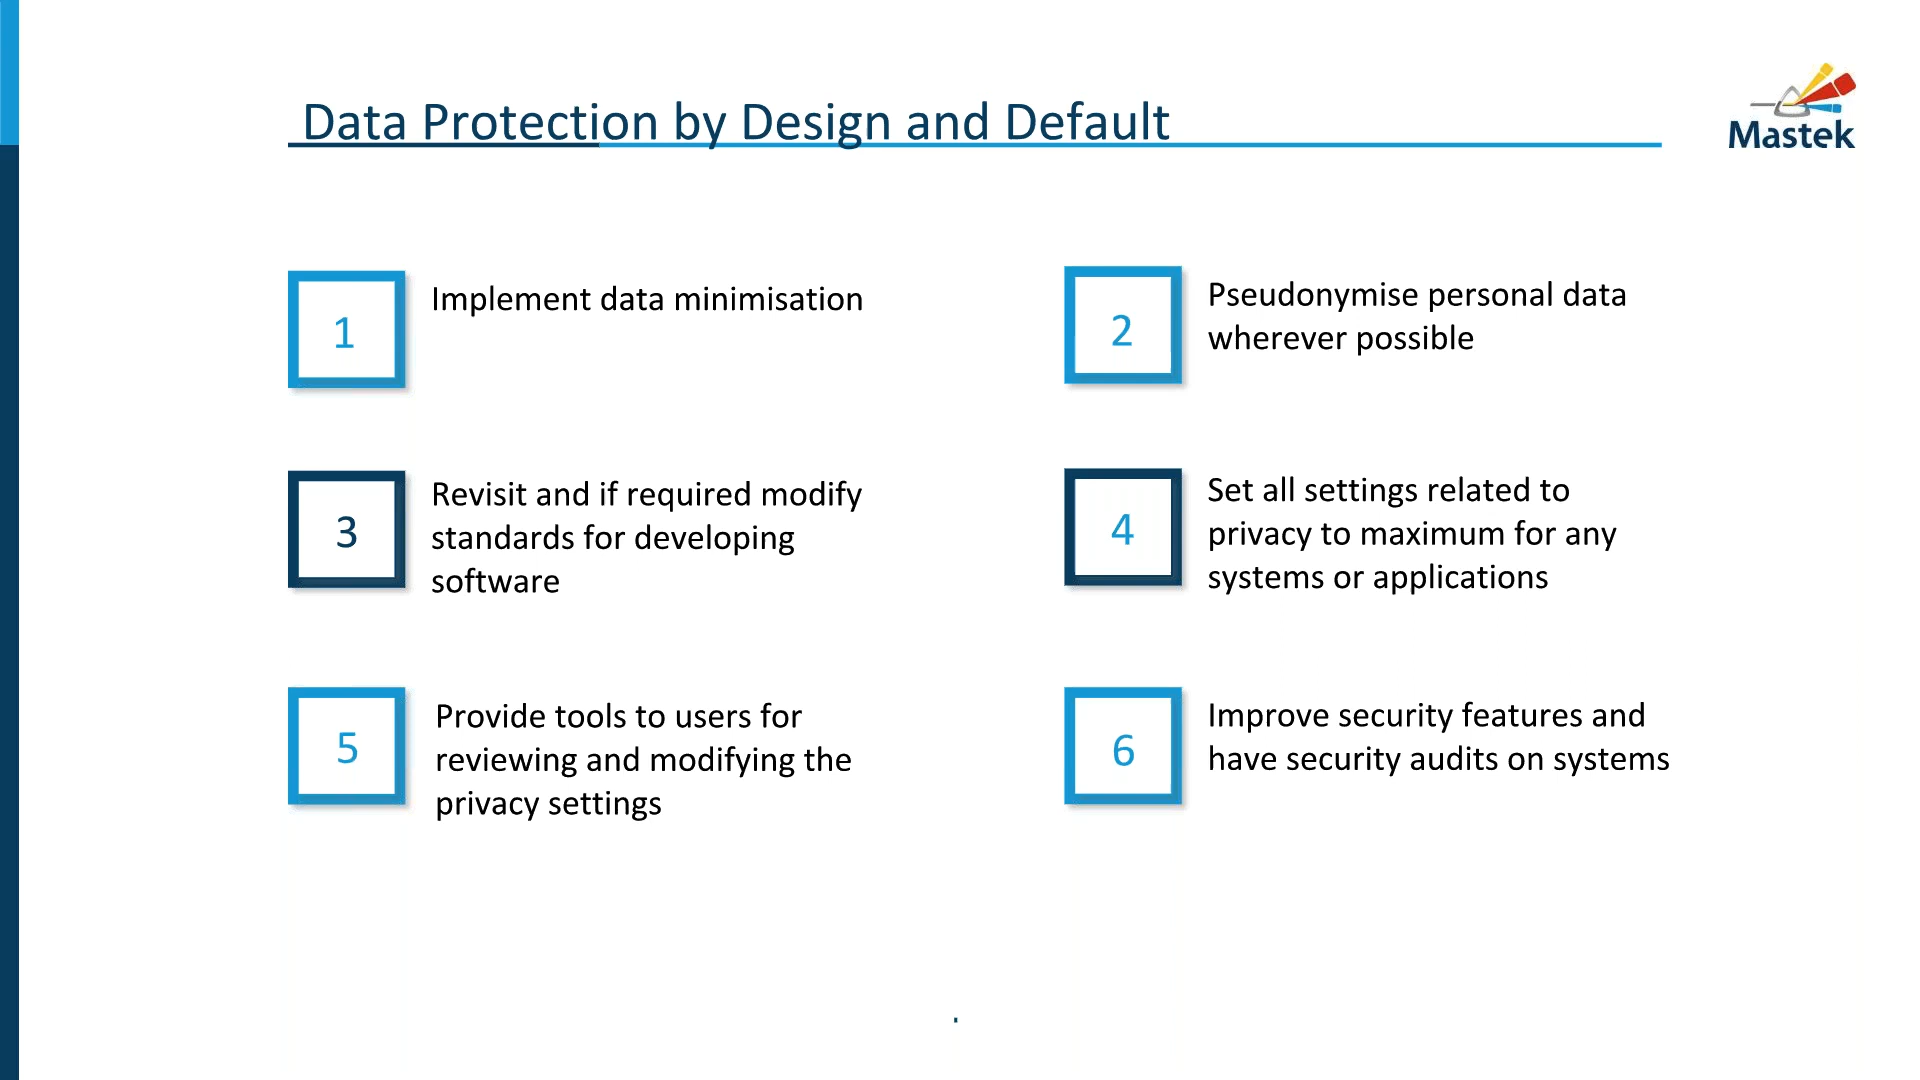 Data Protection by Design and Default
Mastek
1
Implement data minimisation
2
Pseudonymise personal data
wherever possible
3
Revisit and if required modify
standards for developing
software
4
Set all settings related to
privacy to maximum for any
systems or applications
5
Provide tools to users for
reviewing and modifying the
privacy settings
6
Improve security features and
have security audits on systems